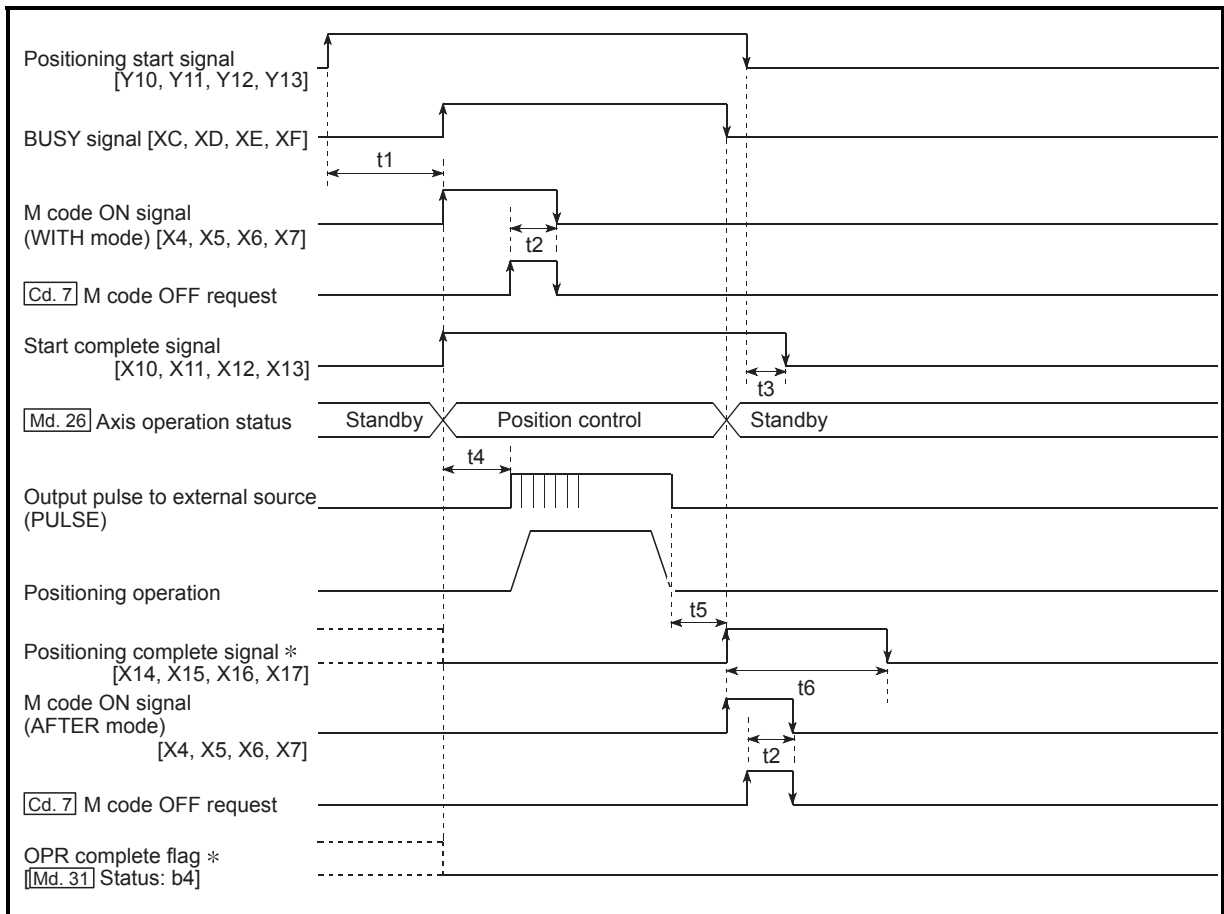 Positioning start signal
[Y10, Y11, Y12, Y13]
BUSY signal [XC, XD, XE, XF]
t1
M code ON signal
(WITH mode) [X4, X5, X6, X7]
t2
Cd. 7 M code OFF request
Start complete signal
[X10, X11, X12, X13]
t3
Md. 26 Axis operation status
Standby
Position control
Standby
t4
Output pulse to external source
(PULSE)
Positioning operation
t5
Positioning complete signal *
[X14, X15, X16, X17]
t6
M code ON signal
(AFTER mode)
[X4, X5, X6, X7]
t2
Cd. 7 M code OFF request
OPR complete flag *
[Md. 31 Status: b4]